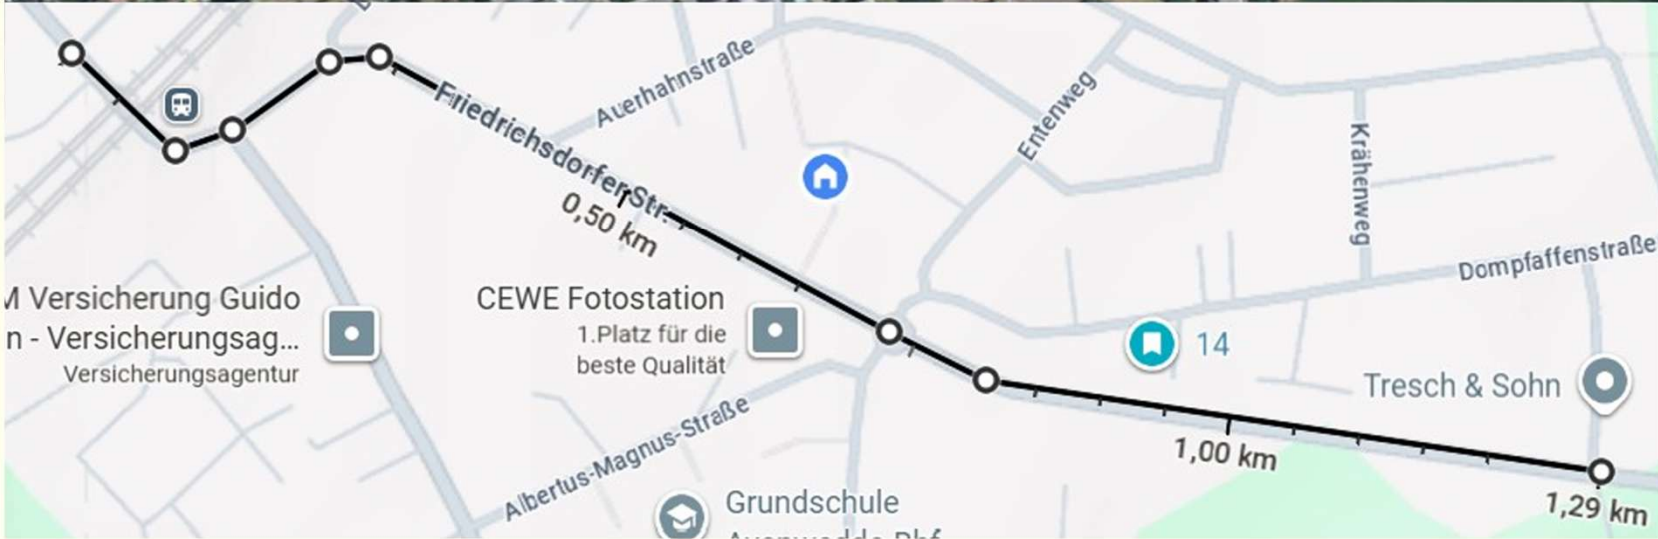 Auerhahnstraße
Friedrichsdorfer Str.
Entenweg
Krähenweg
0,50 km
Dompfaffenstraße
M Versicherung Guido
n - Versicherungsag...
Versicherungsagentur
CEWE Fotostation
1.Platz für die
beste Qualität
14
Tresch & Sohn
Albertus-Magnus-Straße
1,00 km
1,29 km
Grundschule